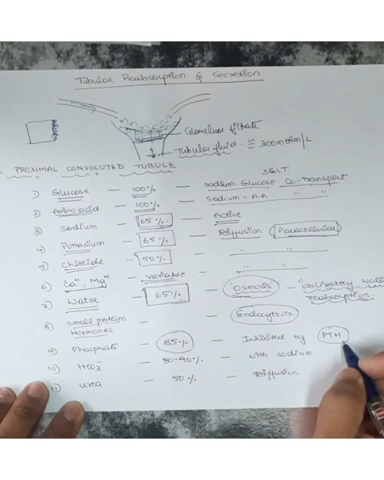 Tubular Reabsorption & Secretion
Glomerular filtrate
Tubular fluid ≅ 300mosm/L
PROXIMAL CONVOLUTED TUBULE
SGLT
1) Glucose — 100% — Sodium-Glucose Co-transport
2) Amino acid — 100% — Sodium - A.A. " "
3) Sodium — 65% — Active
4) Potassium — 65% — Diffusion (Paracellular)
5) Chloride — 50% — " "
6) Ca⁺⁺, Mg⁺⁺ — variable — " "
7) Water — 65% — Osmosis — "obligatory water
reabsorption
8) Small protein — Endocytosis
Hormones
9) Phosphate — 85% — Inhibited by PTH
10) HCO3⁻ — 80-90% — with sodium
11) Urea — 50% — Diffusion